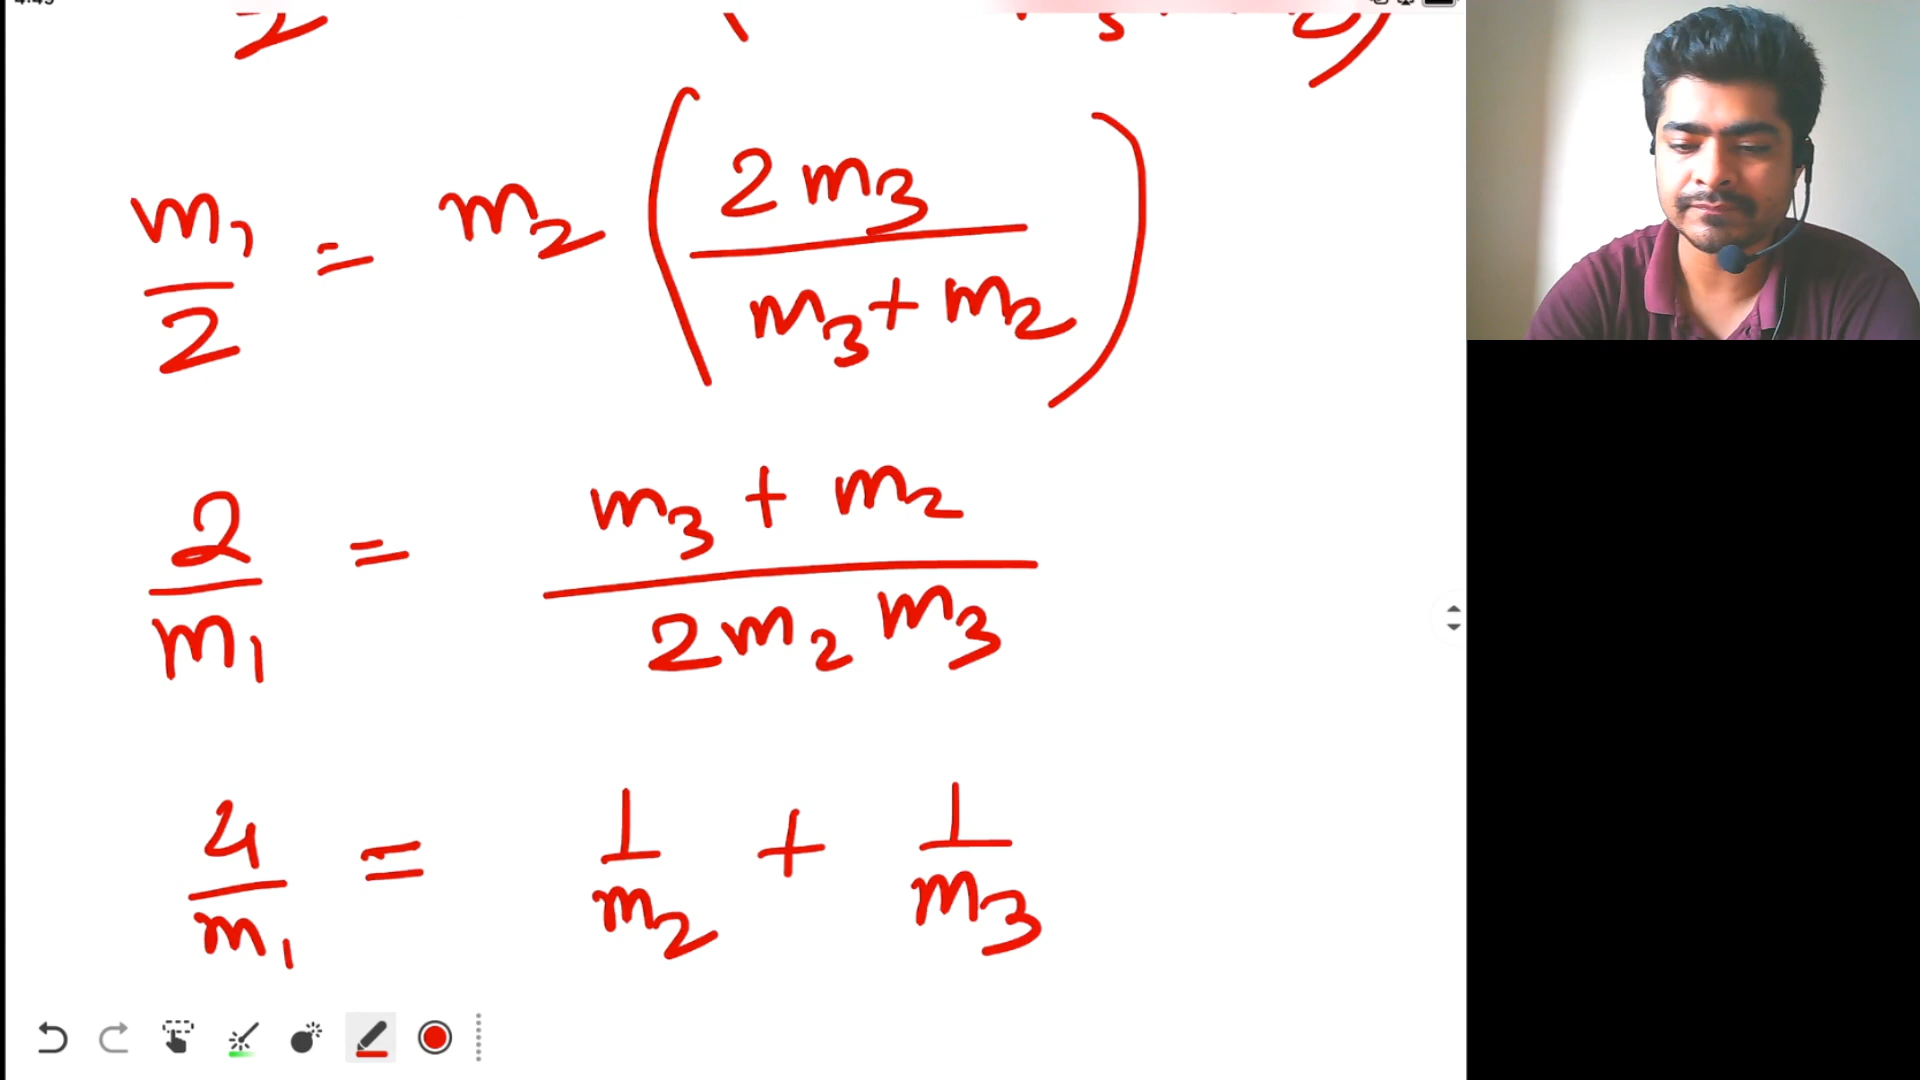 m₁/2 = m₂ (2m₃/(m₃+m₂))
2/m₁ = (m₃ + m₂)/(2m₂m₃)
4/m₁ = 1/m₂ + 1/m₃